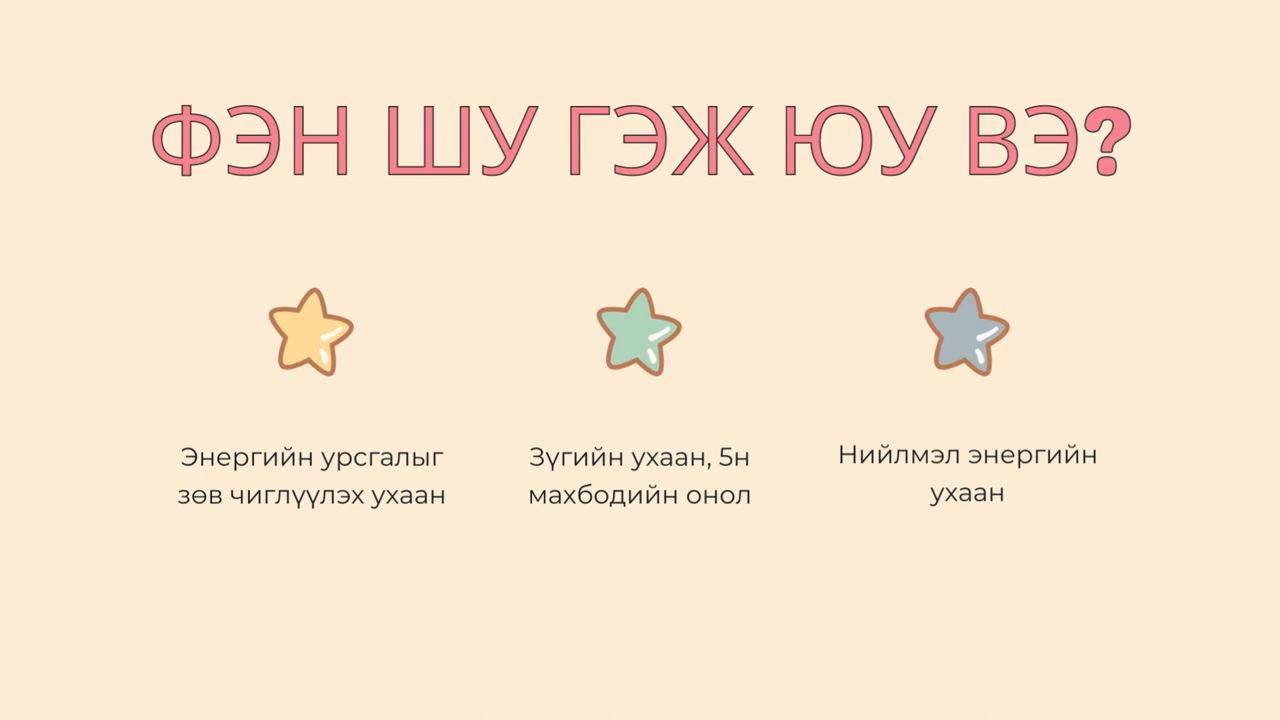 ФЭН ШУ ГЭЖ ЮУ ВЭ?
Энергийн урсгалыг
зөв чиглүүлэх ухаан
Зүгийн ухаан, 5н
махбодийн онол
Нийлмэл энергийн
ухаан